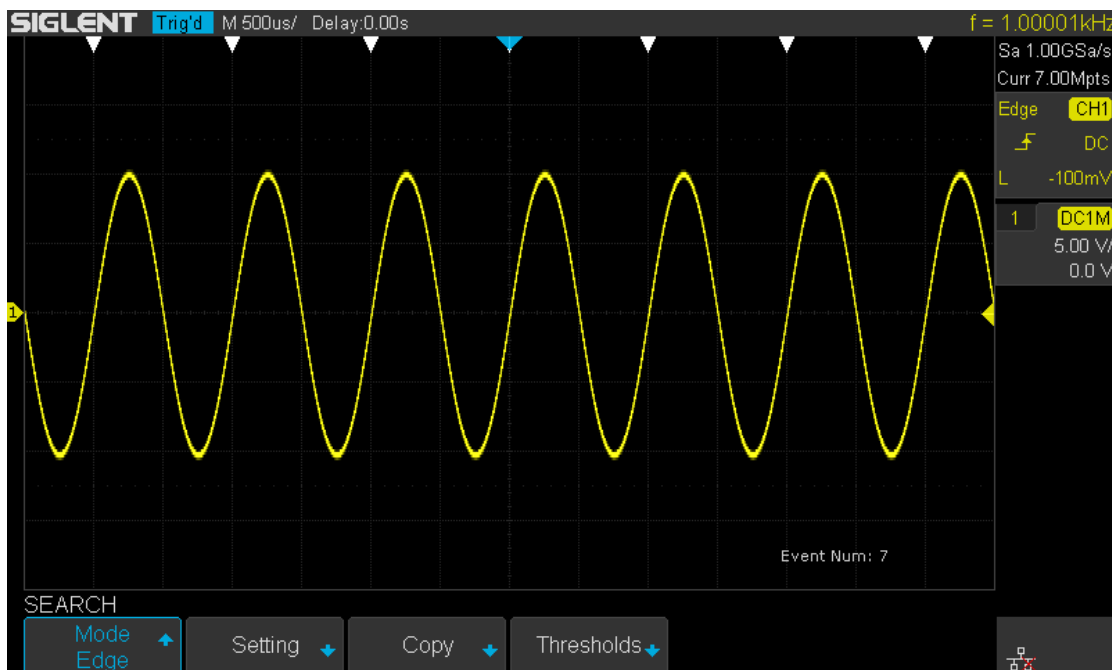 SIGLENT Trig'd M 500us/ Delay:0.00s f = 1.00001kHz
Sa 1.00GSa/s
Curr 7.00Mpts
Edge CH1
DC
L -100mV
1 DC1M
5.00 V/
0.0 V
1
Event Num: 7
SEARCH
Mode
Edge
Setting
Copy
Thresholds